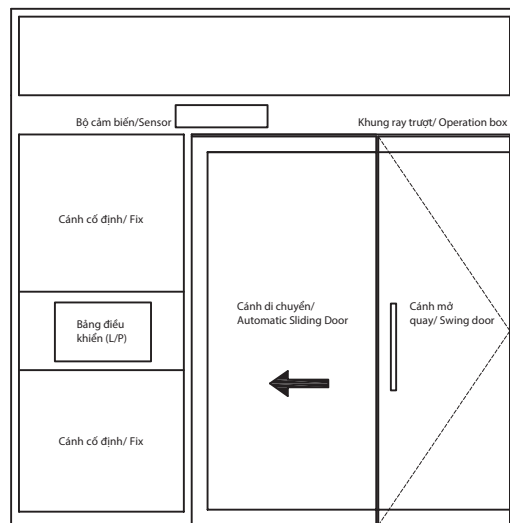 Bộ cảm biến/Sensor
Khung ray trượt/ Operation box
Cánh cố định/ Fix
Cánh di chuyển/
Automatic Sliding Door
Cánh mở
quay/ Swing door
Bảng điều
khiển (L/P)
Cánh cố định/ Fix